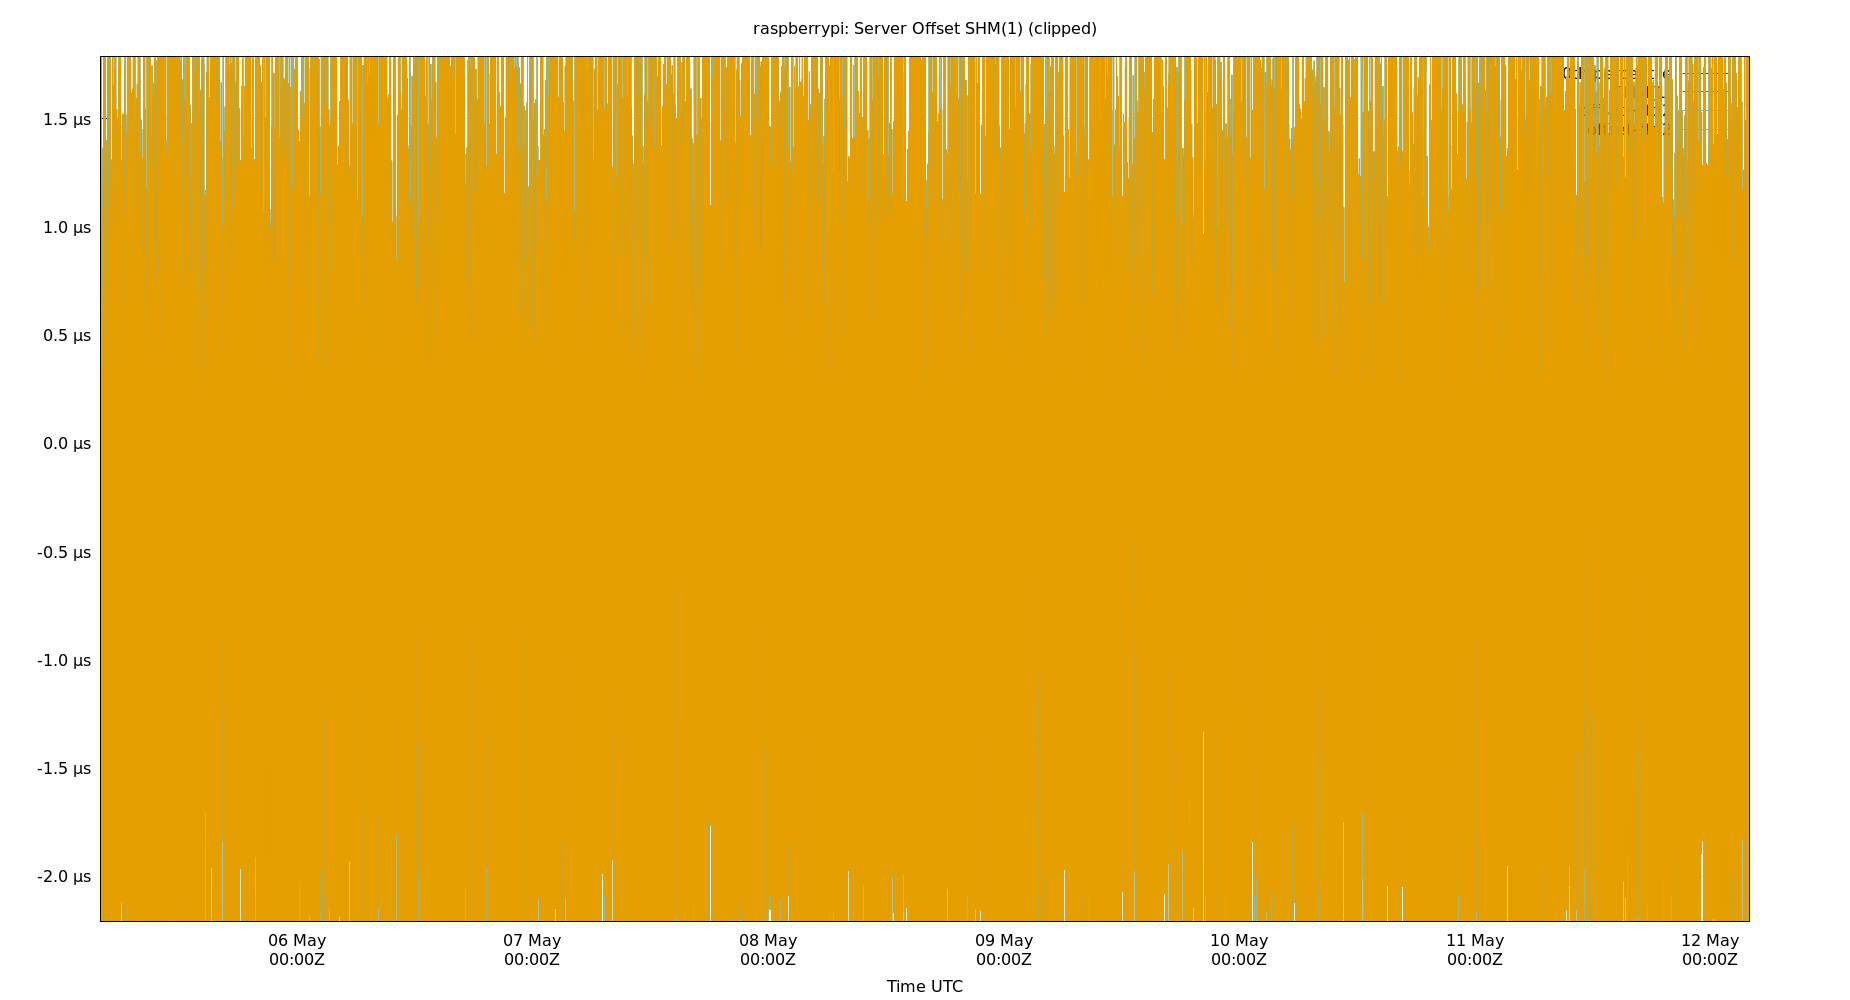 raspberrypi: Server Offset SHM(1) (clipped)
1.5 µs
1.0 µs
0.5 µs
0.0 µs
-0.5 µs
-1.0 µs
-1.5 µs
-2.0 µs
06 May 07 May 08 May 09 May 10 May 11 May 12 May
00:00Z 00:00Z 00:00Z 00:00Z 00:00Z 00:00Z 00:00Z
Time UTC